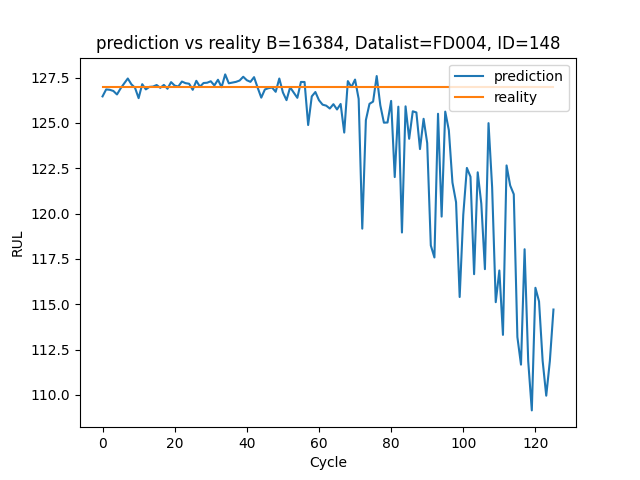 prediction vs reality B=16384, Datalist=FD004, ID=148
prediction
reality
127.5
125.0
122.5
120.0
117.5
115.0
112.5
110.0
RUL
0 20 40 60 80 100 120
Cycle